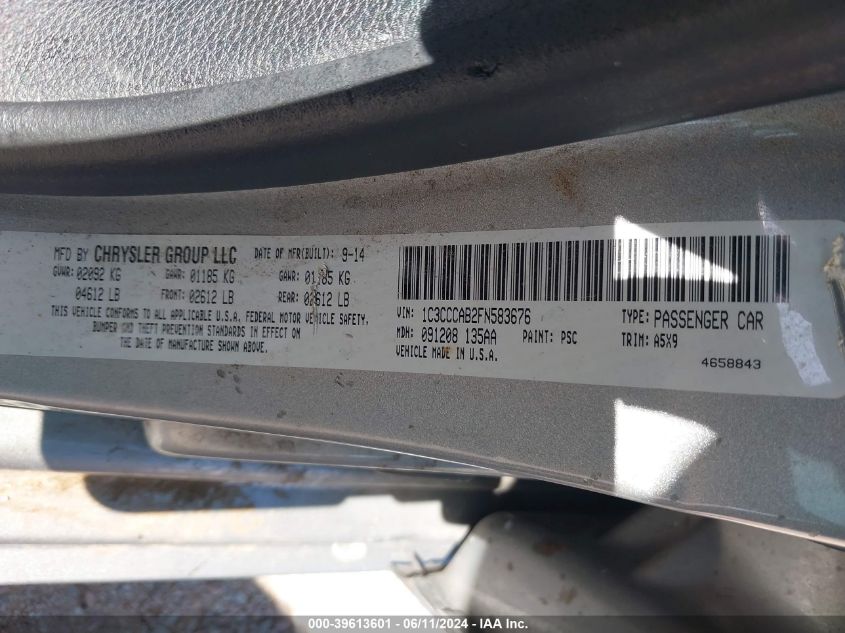 MFD BY CHRYSLER GROUP LLC DATE OF MFR(BUILT): 9-14
GVWR: 02092 KG GAWR: 01185 KG GAWR: 01185 KG
04612 LB FRONT: 02612 LB REAR: 02612 LB
THIS VEHICLE CONFORMS TO ALL APPLICABLE U.S.A. FEDERAL MOTOR VEHICLE SAFETY,
BUMPER AND THEFT PREVENTION STANDARDS IN EFFECT ON
THE DATE OF MANUFACTURE SHOWN ABOVE.
VIN: 1C3CCCAB2FN583676 TYPE: PASSENGER CAR
MDH: 091208 135AA PAINT: PSC TRIM: A5X9
VEHICLE MADE IN U.S.A. 4658843
000-39613601 - 06/11/2024 - IAA Inc.